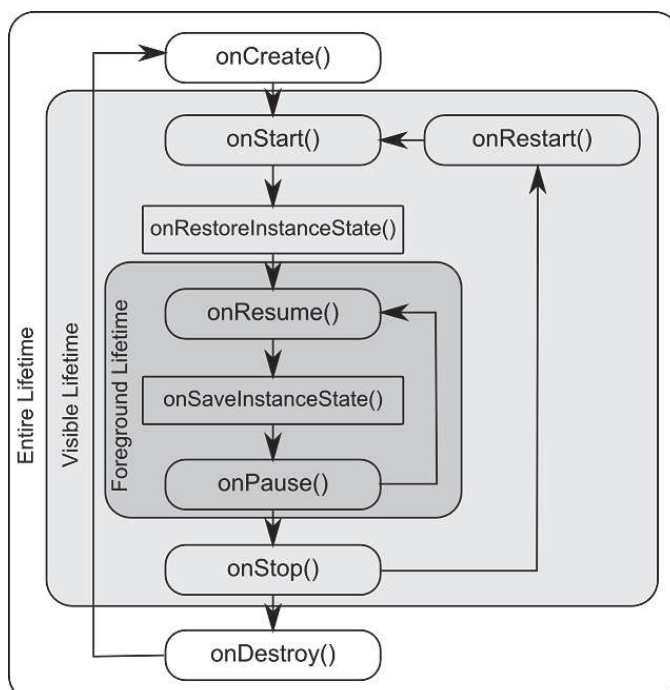 onCreate()
onStart()
onRestart()
onRestoreInstanceState()
onResume()
onSaveInstanceState()
onPause()
onStop()
onDestroy()
Entire Lifetime
Visible Lifetime
Foreground Lifetime